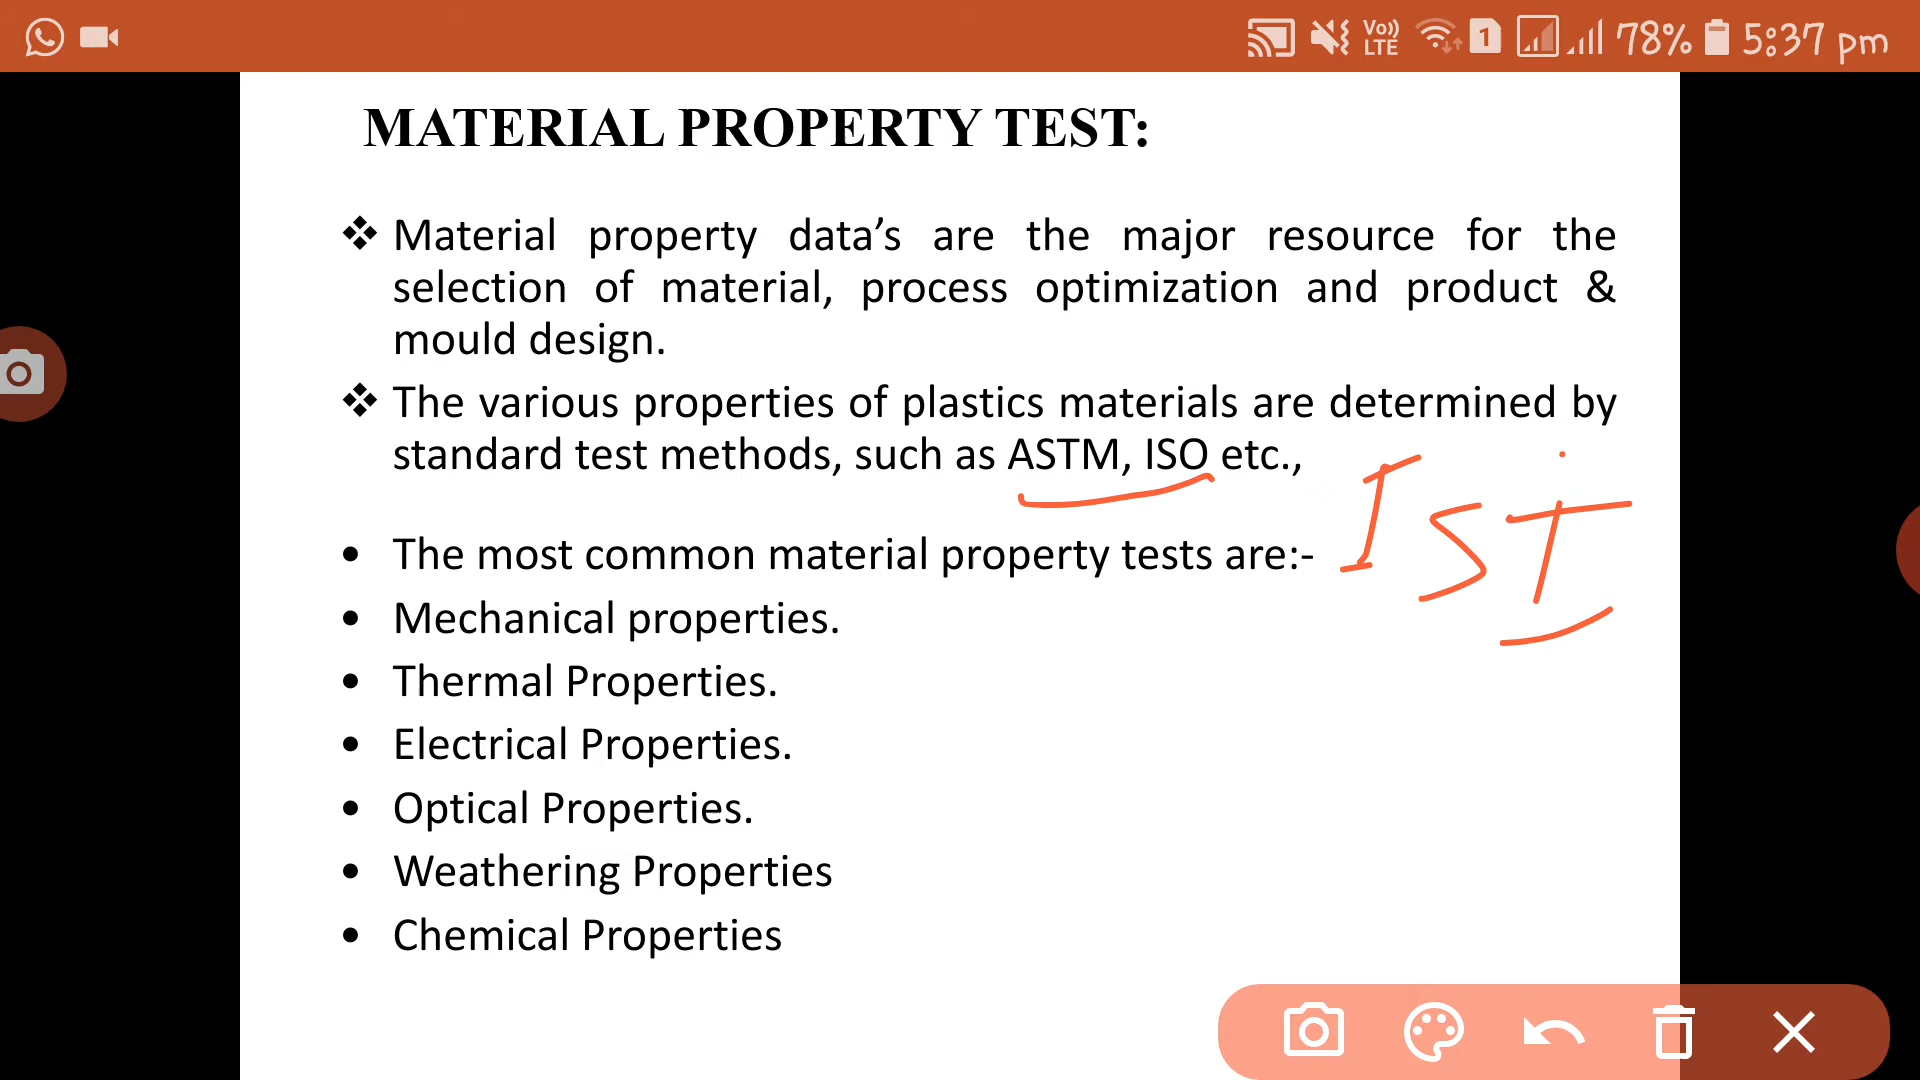 Vo)) LTE 1 78% 5:37 pm
MATERIAL PROPERTY TEST:
❖ Material property data’s are the major resource for the
selection of material, process optimization and product &
mould design.
❖ The various properties of plastics materials are determined by
standard test methods, such as ASTM, ISO etc.,
IST
• The most common material property tests are:-
• Mechanical properties.
• Thermal Properties.
• Electrical Properties.
• Optical Properties.
• Weathering Properties
• Chemical Properties